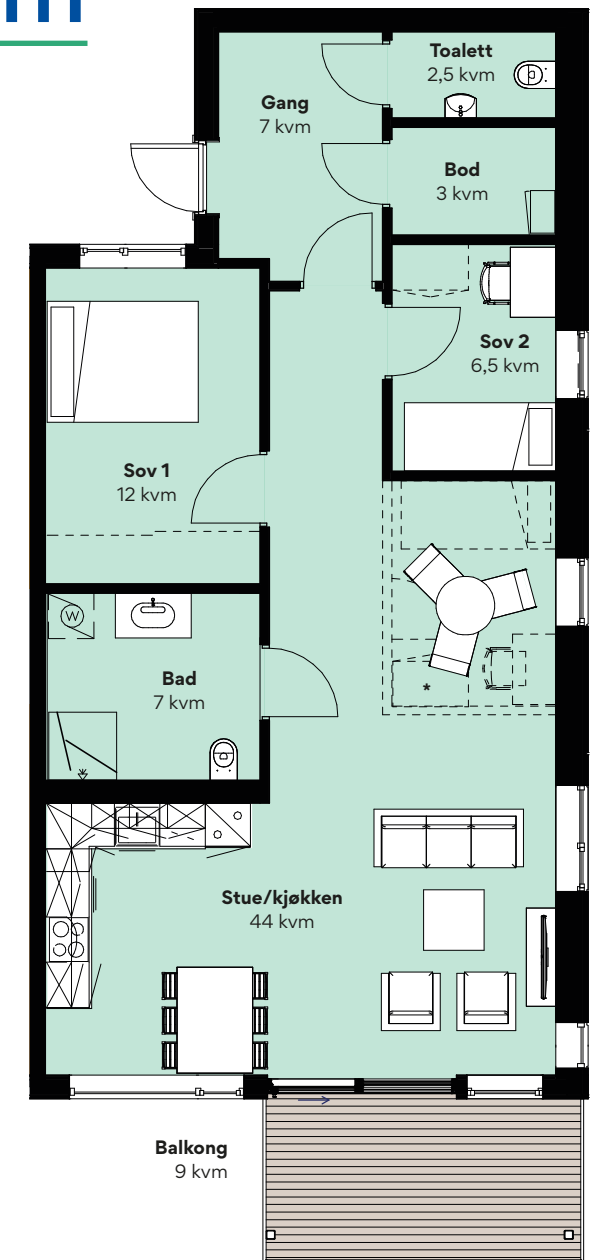 Toalett
2,5 kvm
Gang
7 kvm
Bod
3 kvm
Sov 2
6,5 kvm
Sov 1
12 kvm
W
Bad
7 kvm
*
Stue/kjøkken
44 kvm
Balkong
9 kvm